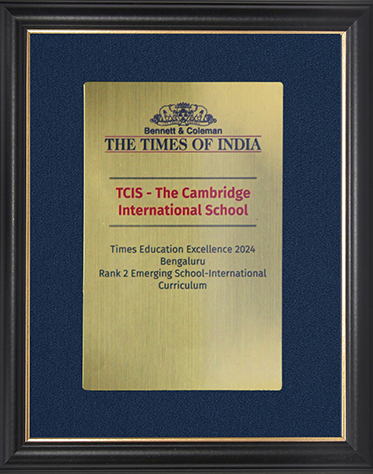 Bennett & Coleman
THE TIMES OF INDIA
TCIS - The Cambridge
International School
Times Education Excellence 2024
Bengaluru
Rank 2 Emerging School-International
Curriculum